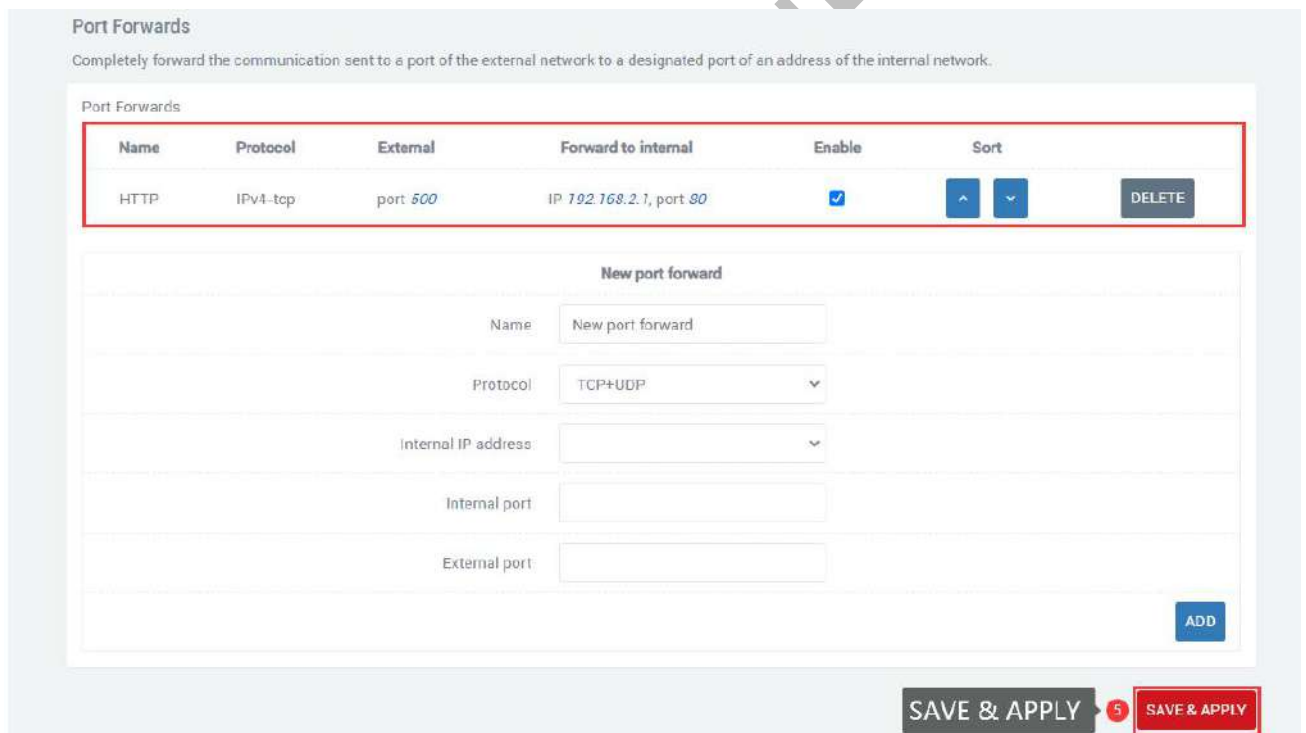 Port Forwards
Completely forward the communication sent to a port of the external network to a designated port of an address of the internal network.
Port Forwards
Name Protocol External Forward to internal Enable Sort
HTTP IPv4-tcp port 500 IP 192.168.2.1, port 80 DELETE
New port forward
Name New port forward
Protocol TCP+UDP
Internal IP address
Internal port
External port
ADD
SAVE & APPLY 5 SAVE & APPLY